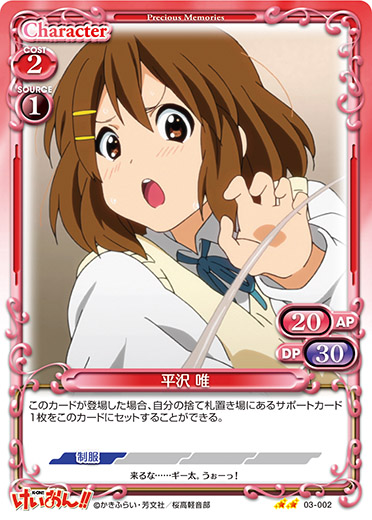 Precious Memories
Character
COST
2
SOURCE
1
20 AP
DP 30
平沢 唯
このカードが登場した場合、自分の捨て札置き場にあるサポートカード
1枚をこのカードにセットすることができる。
制服
来るな……ギー太。うぉーっ!
K-ON!!
けいおん!!
©かきふらい・芳文社/桜高軽音部
03-002